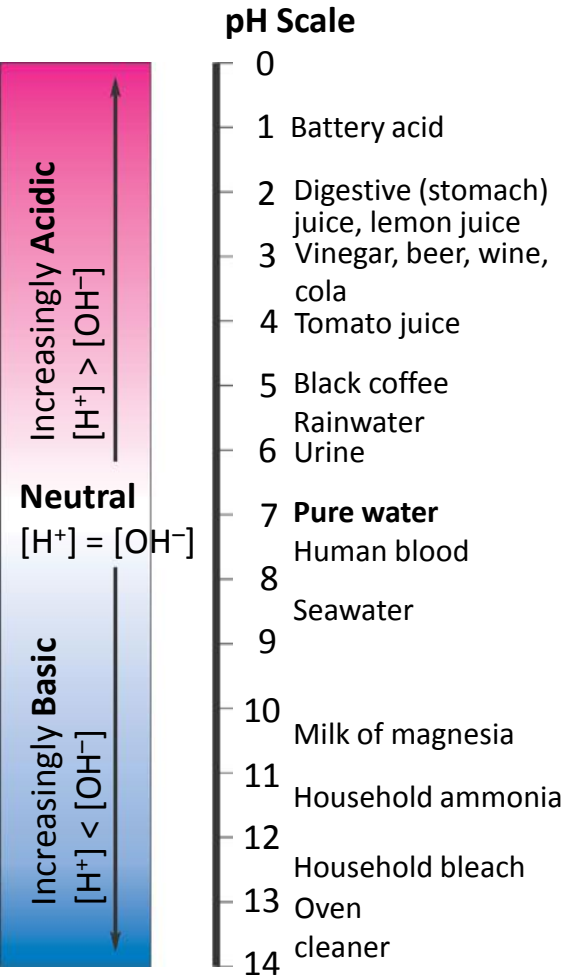 pH Scale
0
1 Battery acid
2 Digestive (stomach)
juice, lemon juice
3 Vinegar, beer, wine,
cola
4 Tomato juice
5 Black coffee
Rainwater
6 Urine
7 Pure water
Human blood
8
Seawater
9
10
Milk of magnesia
11
Household ammonia
12
Household bleach
13 Oven
cleaner
14
Increasingly Acidic
[H⁺] > [OH⁻]
Neutral
[H⁺] = [OH⁻]
Increasingly Basic
[H⁺] < [OH⁻]